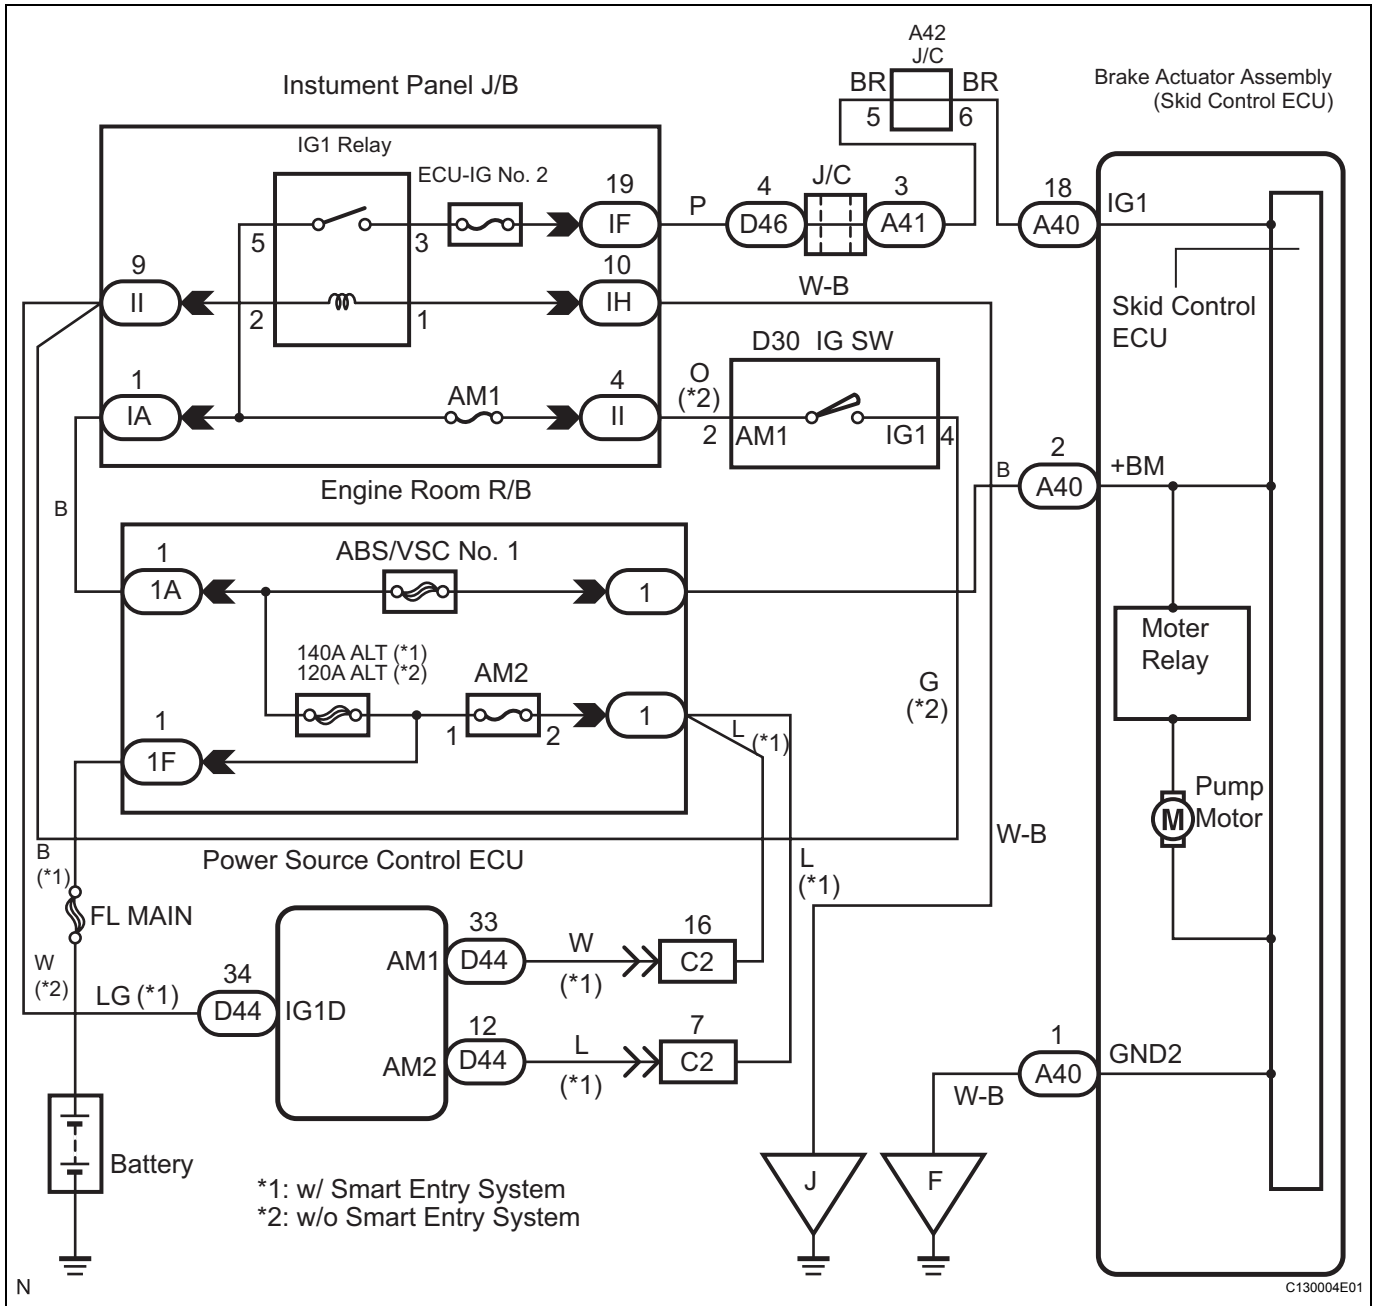 A42
J/C
BR
BR
5
6
Brake Actuator Assembly
(Skid Control ECU)
Instument Panel J/B
IG1 Relay
ECU-IG No. 2
19
IF
P
4
D46
J/C
3
A41
18
A40
IG1
5
3
9
II
2
1
10
IH
W-B
Skid Control
ECU
D30 IG SW
1
IA
AM1
4
II
O
(*2)
2
AM1
IG1
4
B
2
A40
+BM
Engine Room R/B
B
1
1A
ABS/VSC No. 1
1
140A ALT (*1)
120A ALT (*2)
AM2
1
2
1
L
(*1)
G
(*2)
Moter
Relay
1
1F
Pump
Motor
M
W-B
B
(*1)
Power Source Control ECU
L
(*1)
FL MAIN
W
(*2)
LG (*1)
34
D44
IG1D
AM1
33
D44
W
(*1)
16
C2
AM2
12
D44
L
(*1)
7
C2
1
A40
GND2
W-B
Battery
J
F
*1: w/ Smart Entry System
*2: w/o Smart Entry System
N
C130004E01